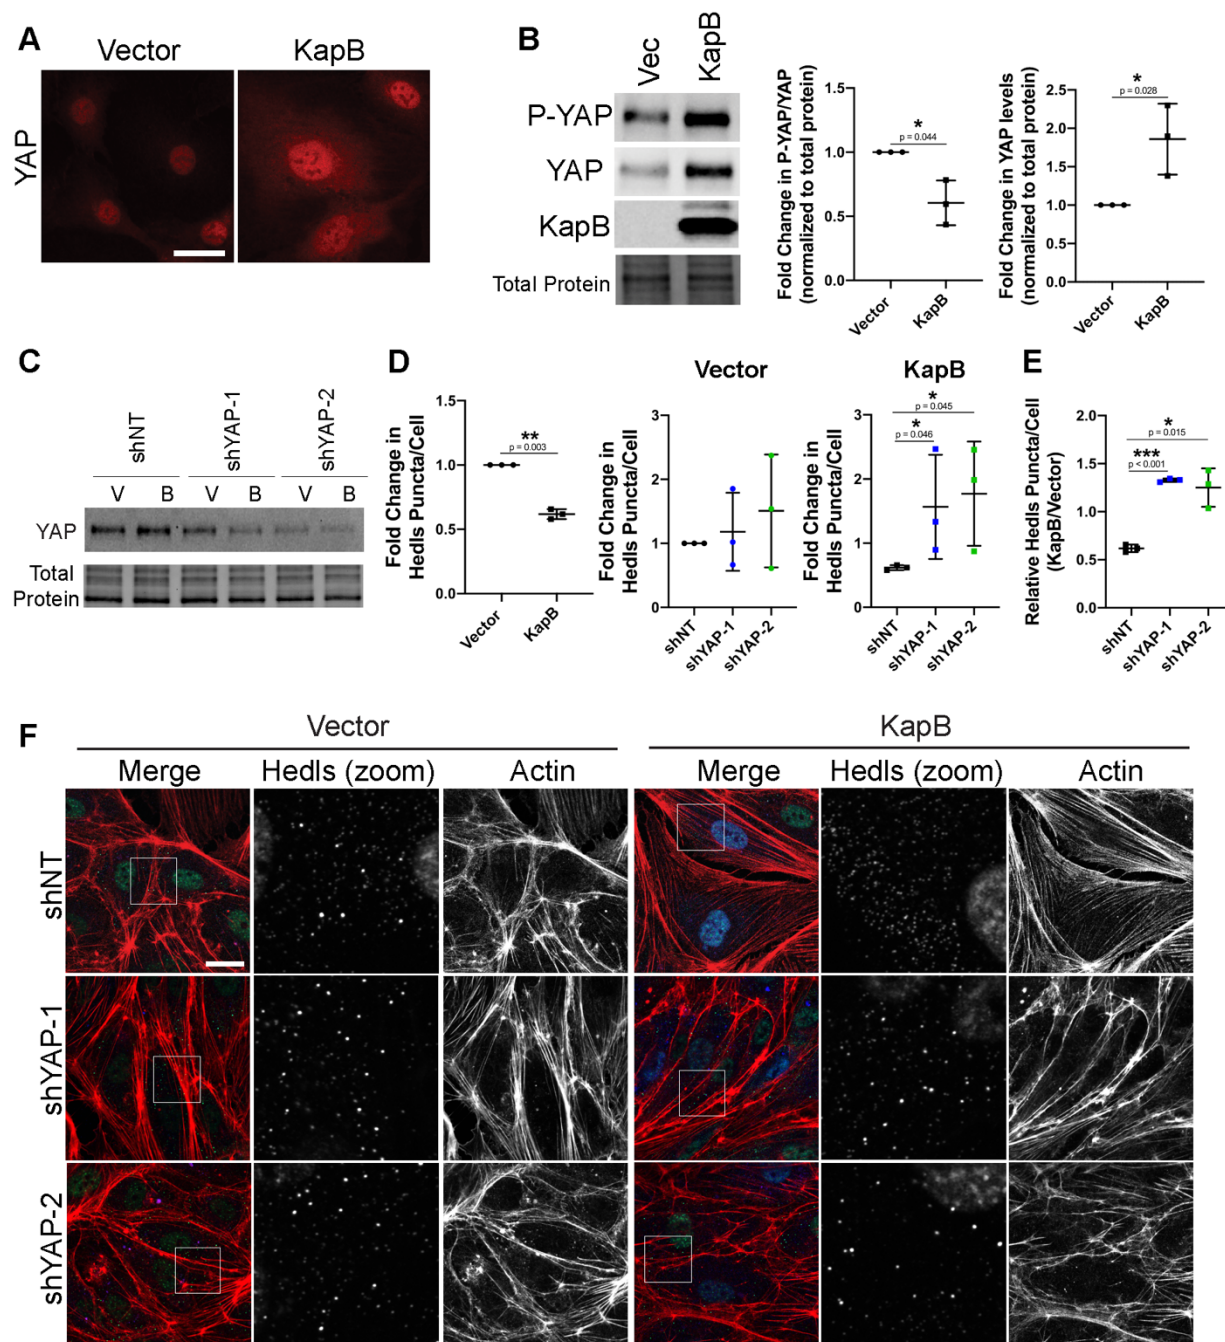 A
Vector
KapB
YAP
B
Vec
KapB
P-YAP
YAP
KapB
Total Protein
Fold Change in P-YAP/YAP
(normalized to total protein)
1.5
1.0
0.5
0.0
*
p = 0.044
Vector
KapB
Fold Change in YAP levels
(normalized to total protein)
2.5
2.0
1.5
1.0
0.5
0.0
*
p = 0.028
Vector
KapB
C
shNT
shYAP-1
shYAP-2
V B V B V B
YAP
Total
Protein
D
Fold Change in
Hedls Puncta/Cell
1.5
1.0
0.5
0.0
**
p = 0.003
Vector
KapB
Vector
Fold Change in
Hedls Puncta/Cell
3
2
1
0
shNT
shYAP-1
shYAP-2
KapB
Fold Change in
Hedls Puncta/Cell
3
2
1
0
*
p = 0.045
*
p = 0.046
shNT
shYAP-1
shYAP-2
E
Relative Hedls Puncta/Cell
(KapB/Vector)
2.0
1.5
1.0
0.5
0.0
*
p = 0.015
***
p < 0.001
shNT
shYAP-1
shYAP-2
F
Vector
KapB
Merge Hedls (zoom) Actin Merge Hedls (zoom) Actin
shNT
shYAP-1
shYAP-2